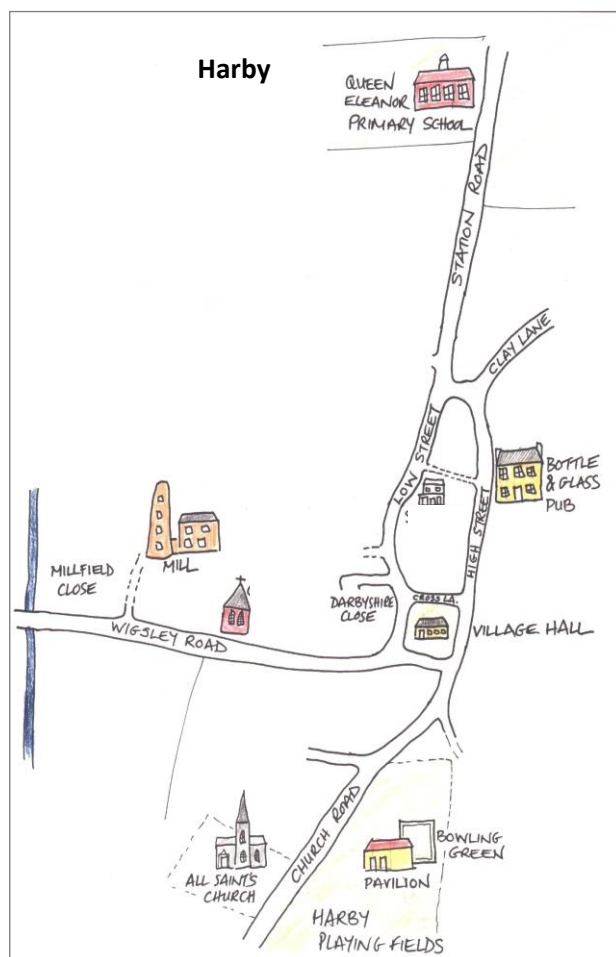 Harby
QUEEN
ELEANOR
PRIMARY SCHOOL
STATION ROAD
CLAY LANE
LOW STREET
BOTTLE
& GLASS
PUB
HIGH STREET
MILL
MILLFIELD
CLOSE
DARBYSHIRE
CLOSE
CROSS LA.
VILLAGE HALL
WIGSLEY ROAD
CHURCH ROAD
ALL SAINT'S
CHURCH
BOWLING
GREEN
PAVILION
HARBY
PLAYING FIELDS